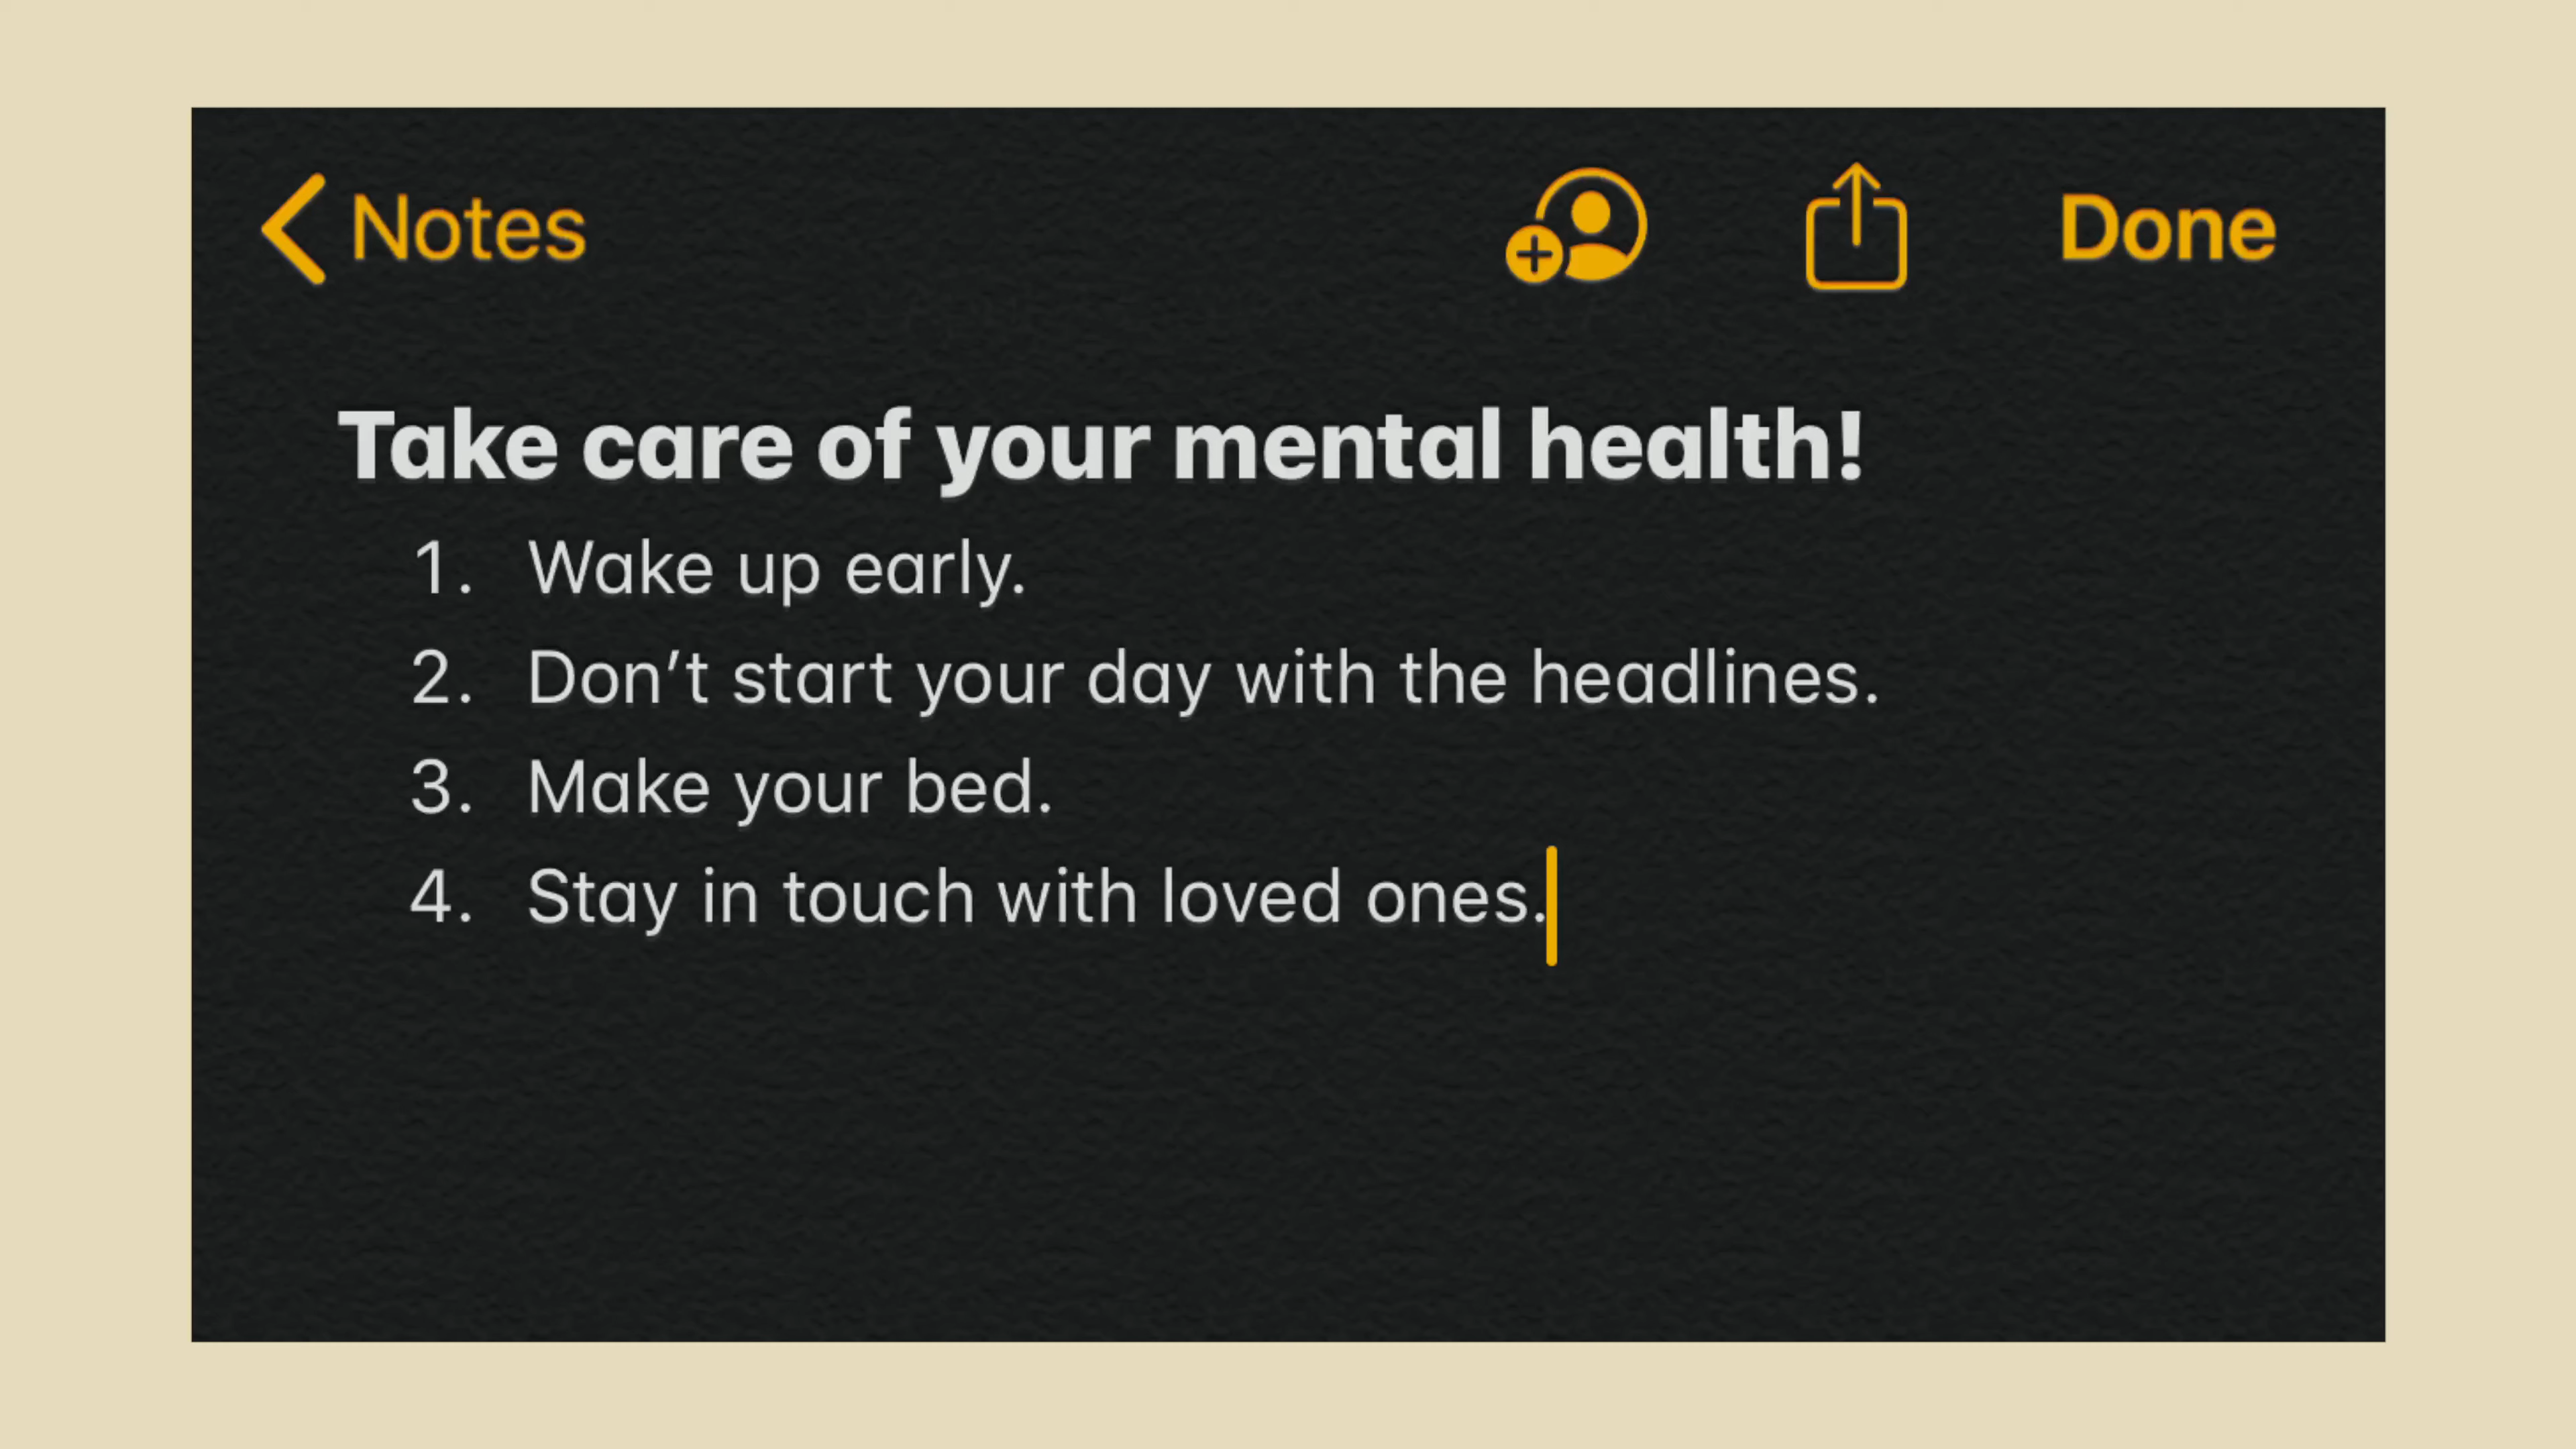 Notes Done
Take care of your mental health!
1. Wake up early.
2. Don’t start your day with the headlines.
3. Make your bed.
4. Stay in touch with loved ones.